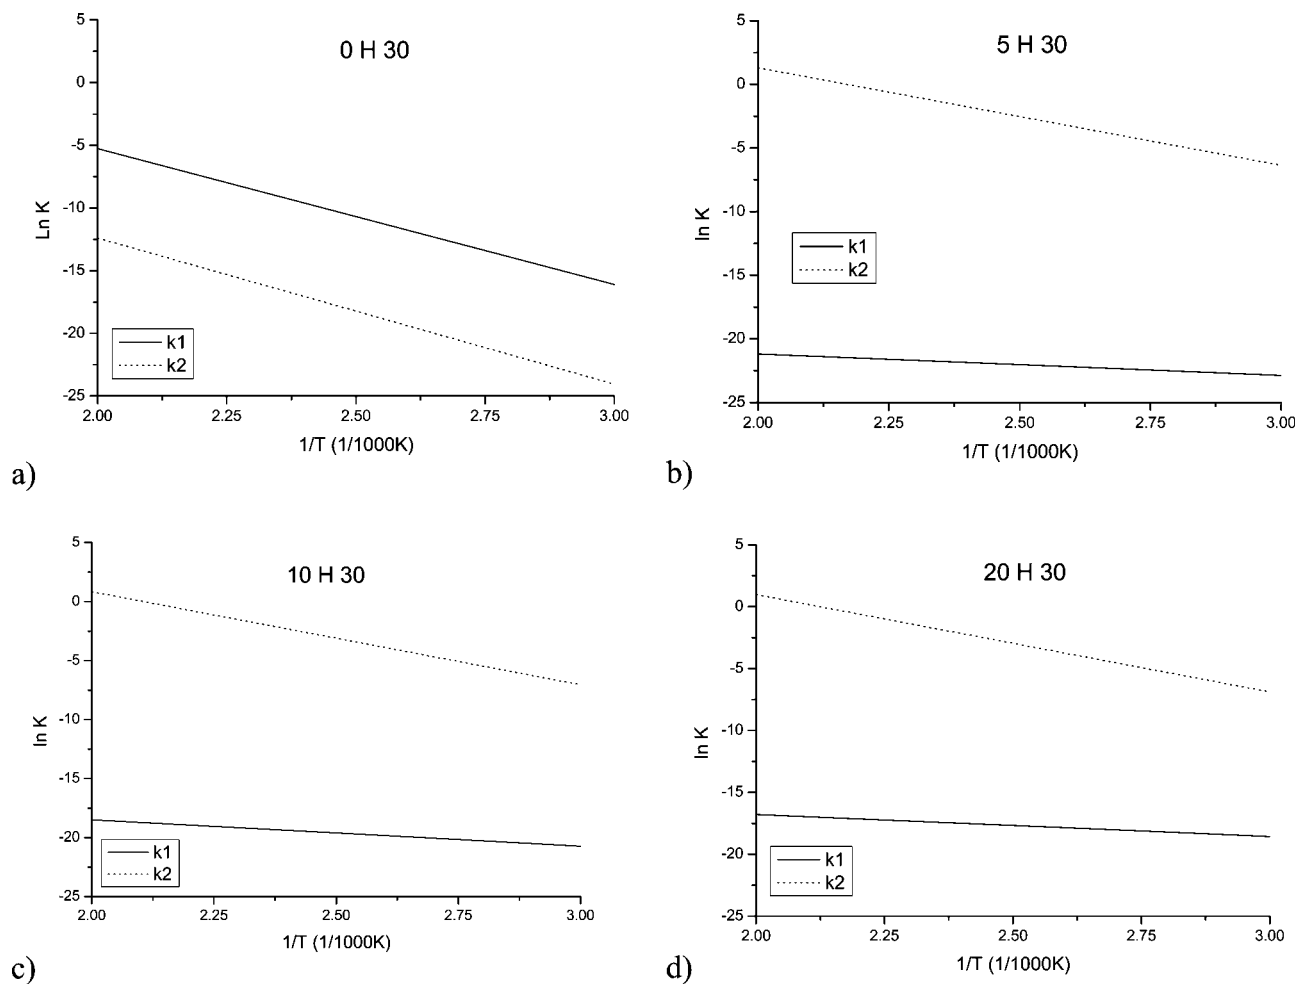 0 H 30
5
0
-5
-10
-15
-20
-25
Ln K
k1
k2
2.00 2.25 2.50 2.75 3.00
1/T (1/1000K)
a)
5 H 30
5
0
-5
-10
-15
-20
-25
ln K
k1
k2
2.00 2.25 2.50 2.75 3.00
1/T (1/1000K)
b)
10 H 30
5
0
-5
-10
-15
-20
-25
ln K
k1
k2
2.00 2.25 2.50 2.75 3.00
1/T (1/1000K)
c)
20 H 30
5
0
-5
-10
-15
-20
-25
ln K
k1
k2
2.00 2.25 2.50 2.75 3.00
1/T (1/1000K)
d)